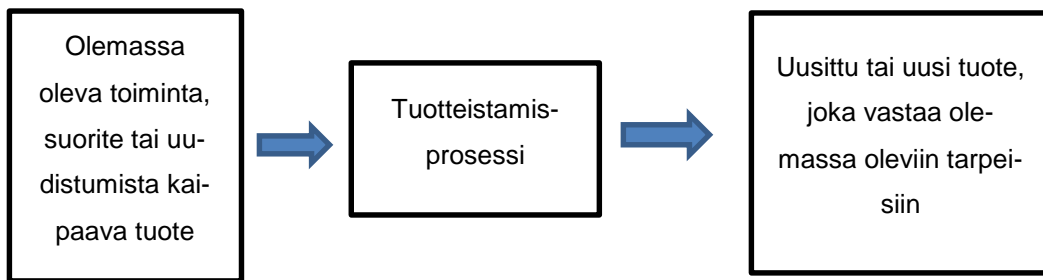 Olemassa
oleva toiminta,
suorite tai uu-
distumista kai-
paava tuote
Tuotteistamis-
prosessi
Uusittu tai uusi tuote,
joka vastaa ole-
massa oleviin tarpei-
siin